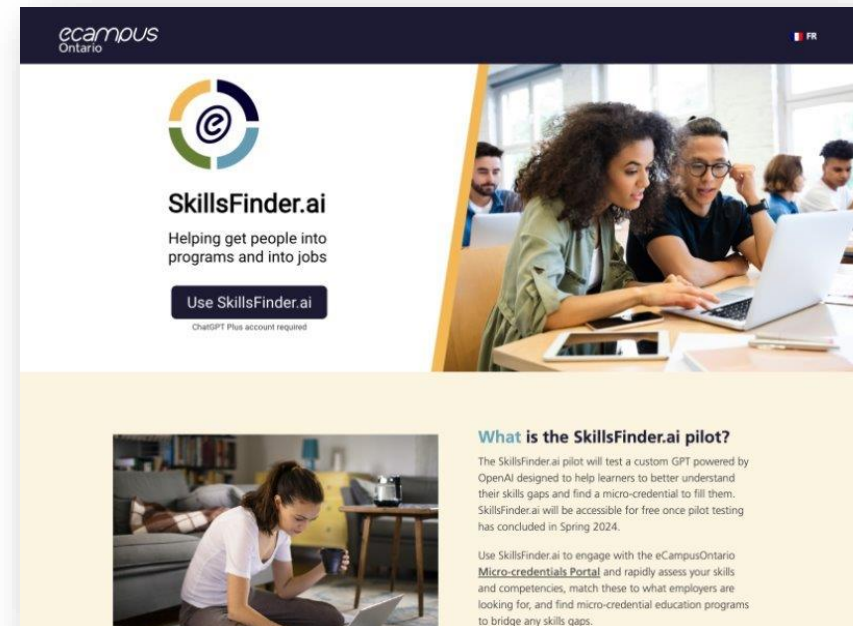 ecampus
Ontario
FR
SkillsFinder.ai
Helping get people into
programs and into jobs
Use SkillsFinder.ai
ChatGPT Plus account required
What is the SkillsFinder.ai pilot?
The SkillsFinder.ai pilot will test a custom GPT powered by
OpenAI designed to help learners to better understand
their skills gaps and find a micro-credential to fill them.
SkillsFinder.ai will be accessible for free once pilot testing
has concluded in Spring 2024.
Use SkillsFinder.ai to engage with the eCampusOntario
Micro-credentials Portal and rapidly assess your skills
and competencies, match these to what employers are
looking for, and find micro-credential education programs
to bridge any skills gaps.